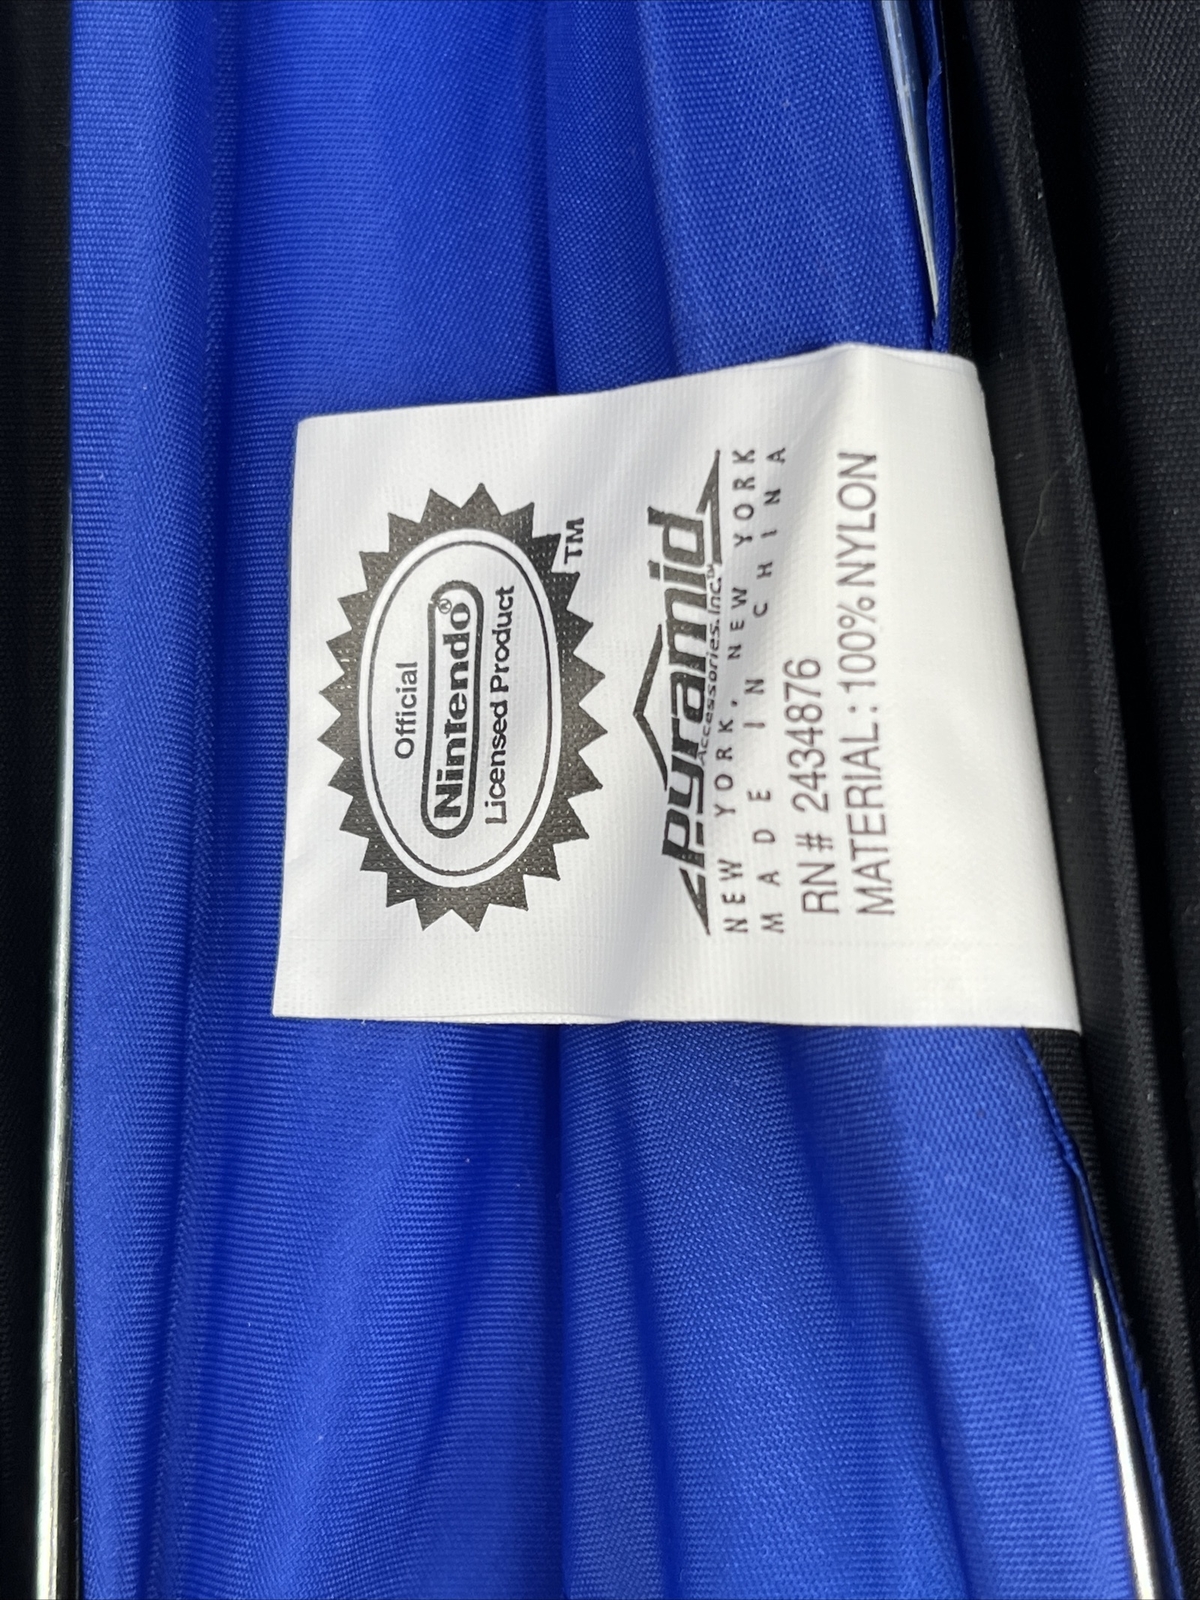 Official
Nintendo®
Licensed Product
TM
Pyramid
Accessories, Inc.™
NEW YORK, NEW YORK
MADE IN CHINA
RN# 2434876
MATERIAL:100%NYLON